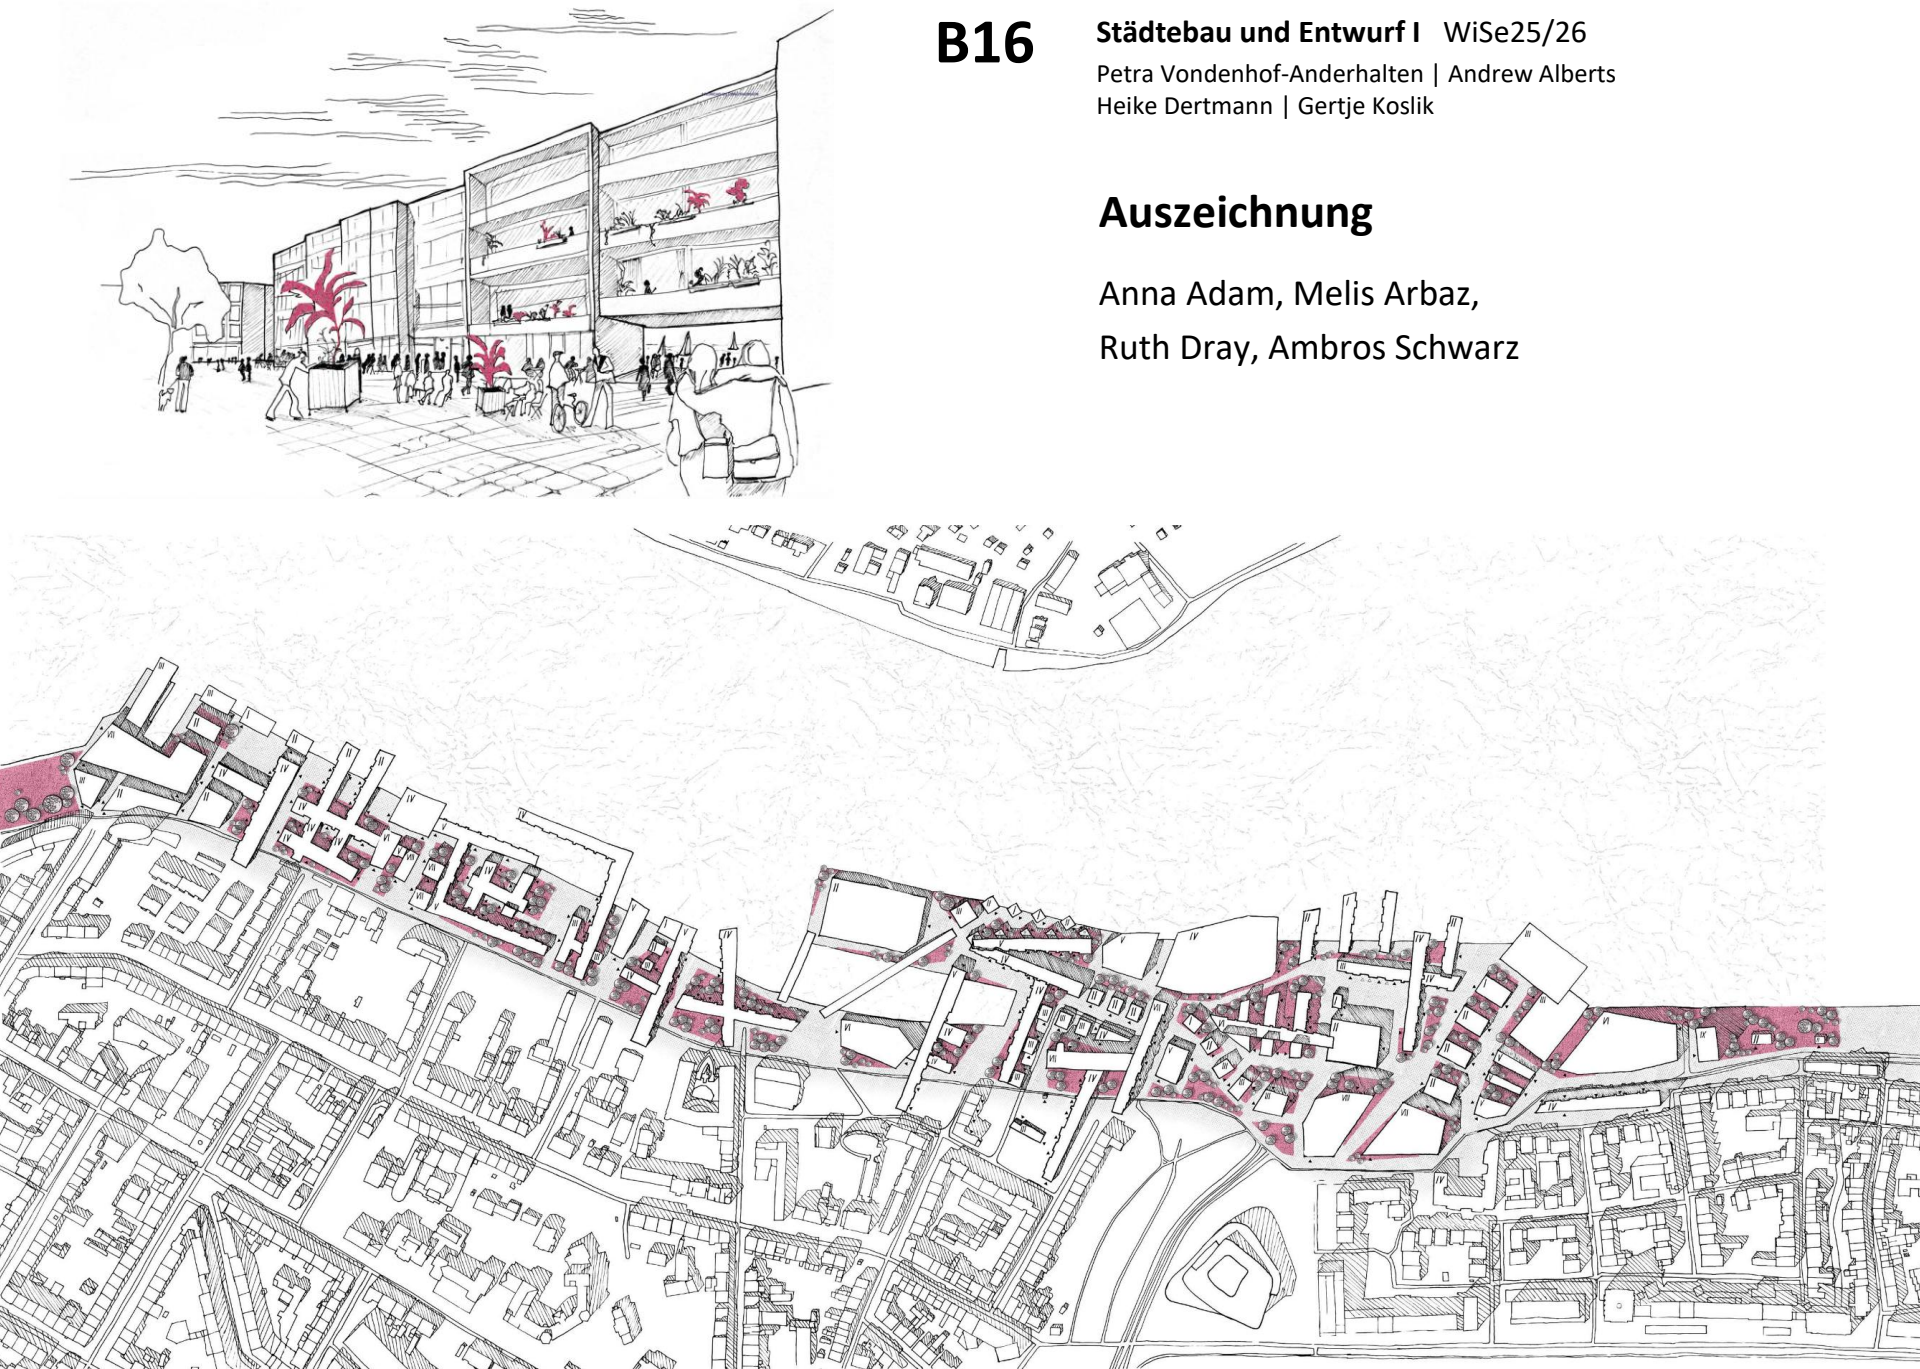 B16
Städtebau und Entwurf I WiSe25/26
Petra Vondenhof-Anderhalten | Andrew Alberts
Heike Dertmann | Gertje Koslik
Auszeichnung
Anna Adam, Melis Arbaz,
Ruth Dray, Ambros Schwarz